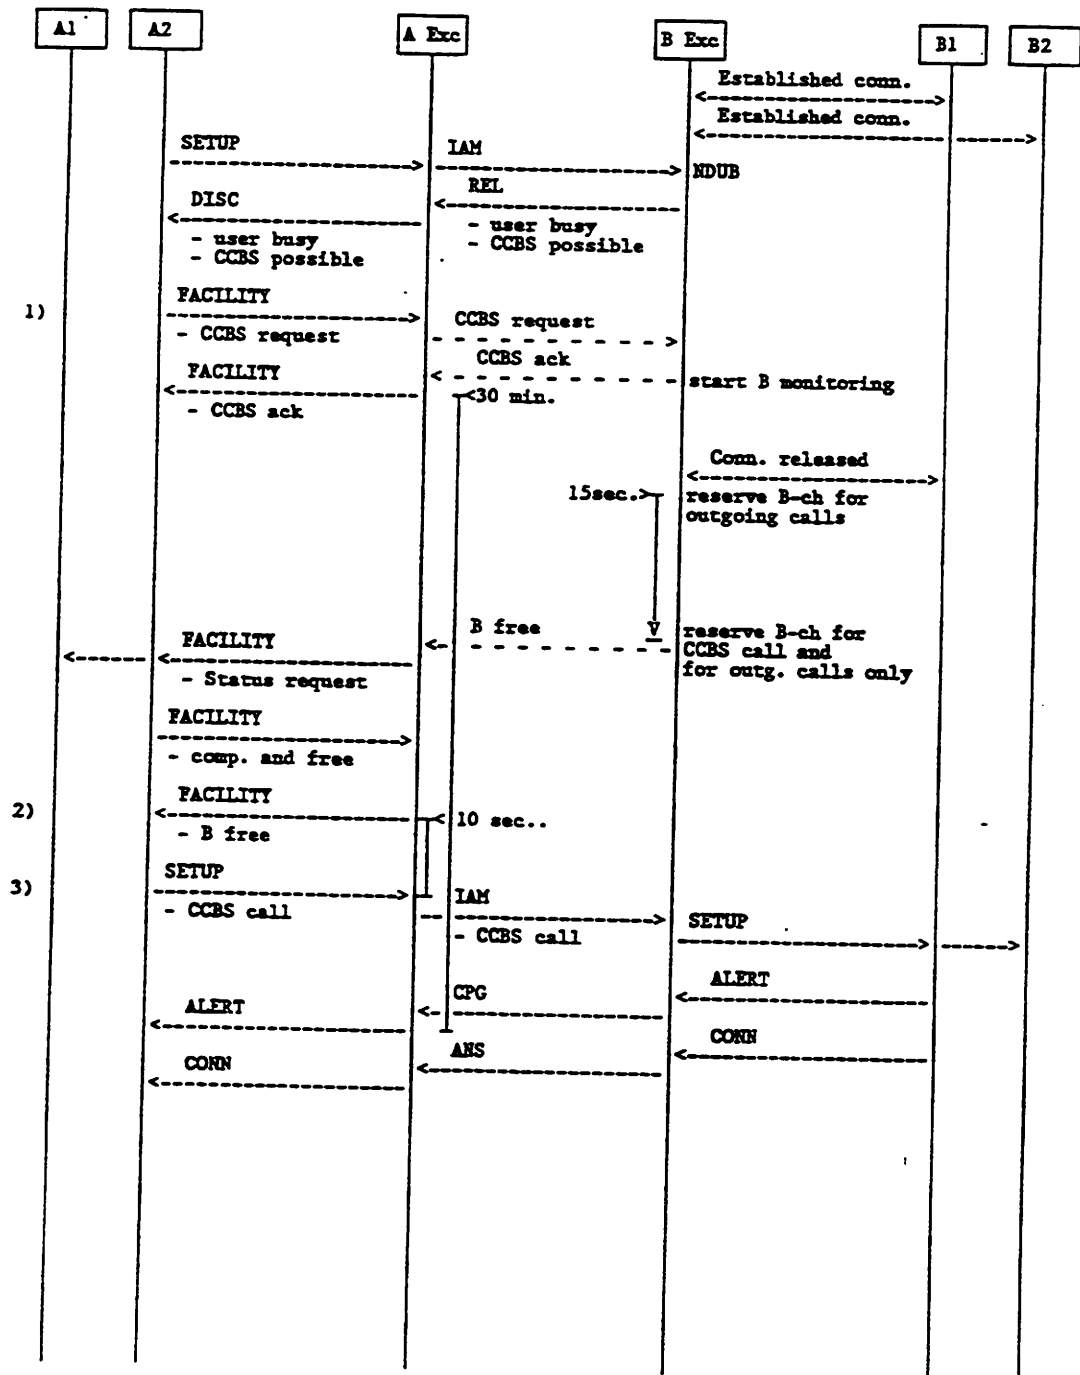 A1
A2
A Exc
B Exc
B1
B2
Established conn.
Established conn.
SETUP
IAM
NDUB
REL
DISC
- user busy
- CCBS possible
- user busy
- CCBS possible
1)
FACILITY
- CCBS request
CCBS request
CCBS ack
FACILITY
- CCBS ack
start B monitoring
30 min.
Conn. released
15sec.
reserve B-ch for
outgoing calls
B free
V
reserve B-ch for
CCBS call and
for outg. calls only
FACILITY
- Status request
FACILITY
- comp. and free
2)
FACILITY
- B free
10 sec..
3)
SETUP
- CCBS call
IAM
- CCBS call
SETUP
ALERT
CPG
ALERT
CONN
ANS
CONN